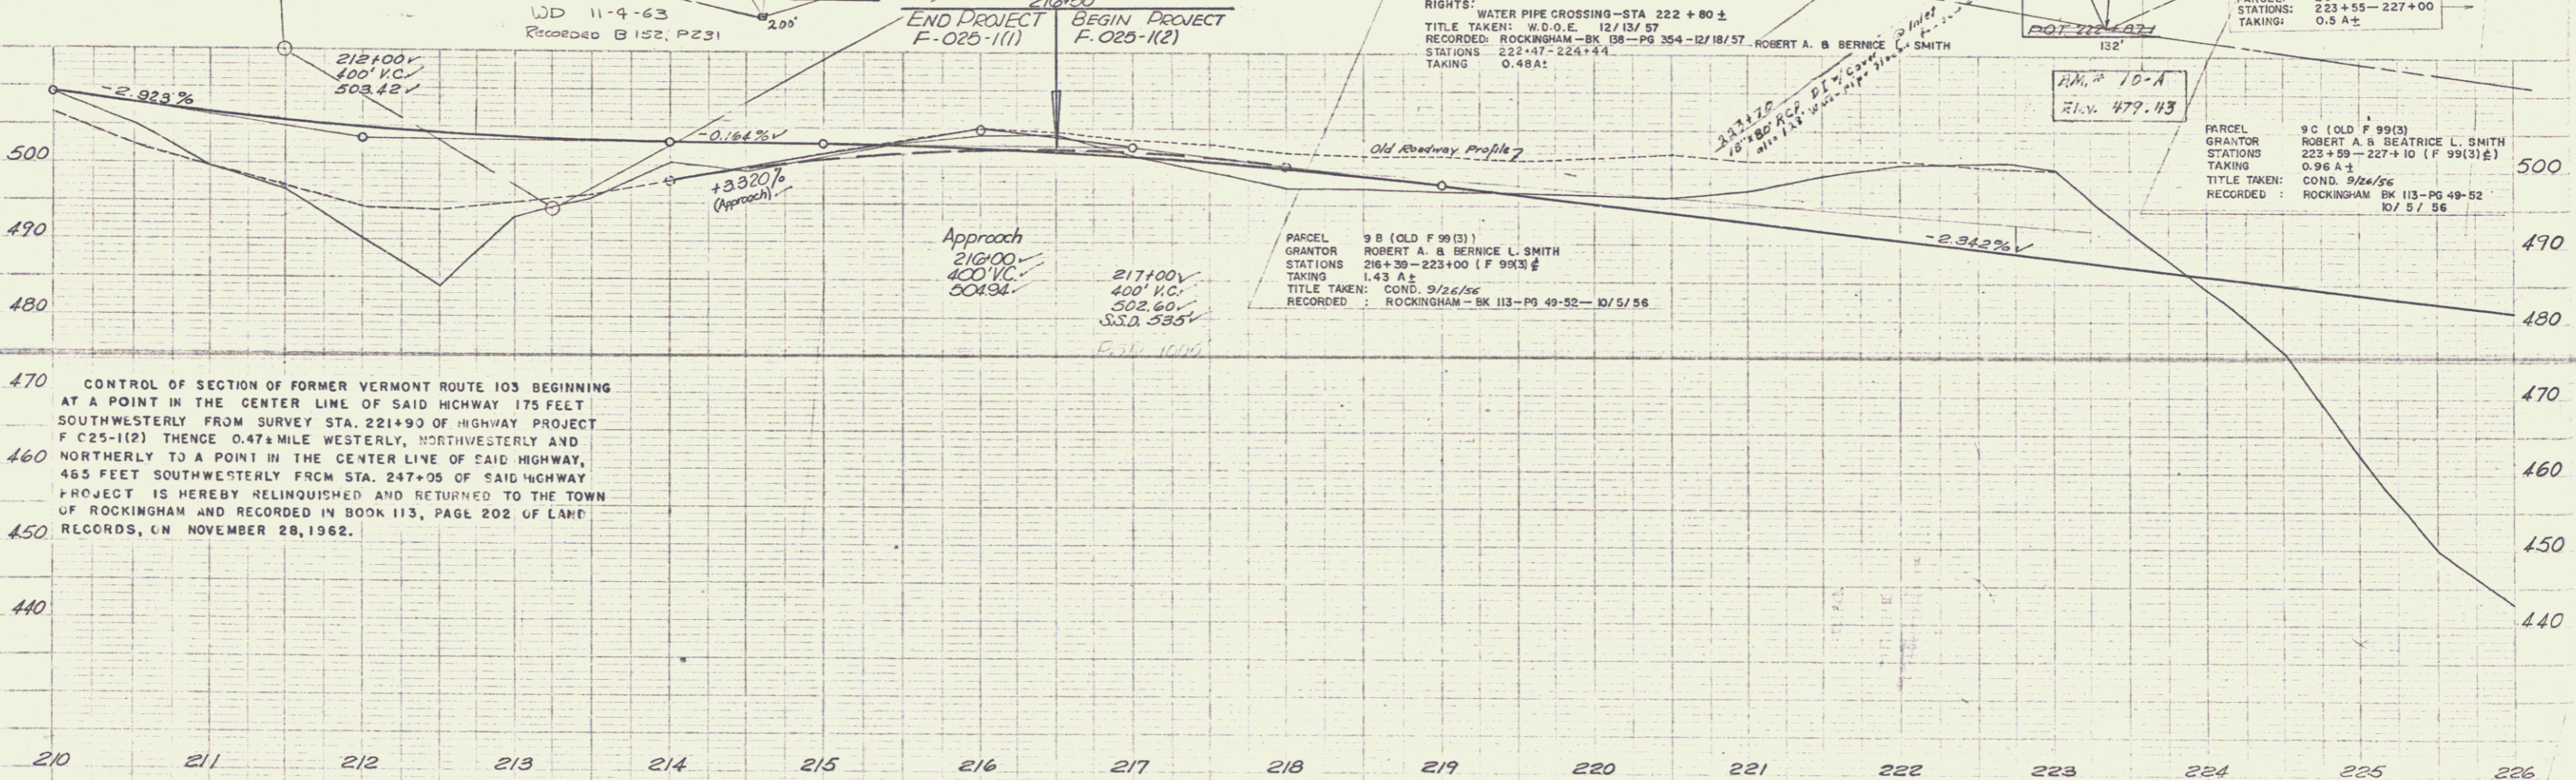 WD 11-4-63
Recorded B 152, P231
200'
216+50
END PROJECT
F-025-1(1)
BEGIN PROJECT
F-025-1(2)
RIGHTS:
WATER PIPE CROSSING—STA 222 + 80 ±
TITLE TAKEN: W.D.O.E. 12/13/57
RECORDED: ROCKINGHAM—BK 138—PG 354-12/18/57
STATIONS 222+47-224+44
TAKING 0.48A±
ROBERT A. & BERNICE L. SMITH
132'
STATIONS: 223+55—227+00
TAKING: 0.5 A±
B.M.# 10-A
Elev. 479.43
212+00✓
400' V.C.✓
503.42✓
-2.923%
-0.164%✓
+3.320%
(Approach)✓
Old Roadway Profile
223+70
18"x80' RCP. DI w/ Cover @ Inlet
PARCEL 9C (OLD F 99(3)
GRANTOR ROBERT A. & BEATRICE L. SMITH
STATIONS 223+59—227+10 (F 99(3)℄)
TAKING 0.96 A±
TITLE TAKEN: COND. 9/26/56
RECORDED : ROCKINGHAM BK 113-PG 49-52
10/5/56
Approach
216+00✓
400'V.C.✓
504.94✓
217+00✓
400' V.C.✓
502.60✓
S.S.D. 535'✓
PARCEL 9B (OLD F 99(3))
GRANTOR ROBERT A. & BERNICE L. SMITH
STATIONS 216+39-223+00 (F 99(3)℄
TAKING 1.43 A±
TITLE TAKEN: COND. 9/26/56
RECORDED : ROCKINGHAM-BK 113-PG 49-52—10/5/56
-2.342%✓
500
490
480
470
460
450
440
500
490
480
470
460
450
440
CONTROL OF SECTION OF FORMER VERMONT ROUTE 103 BEGINNING
AT A POINT IN THE CENTER LINE OF SAID HIGHWAY 175 FEET
SOUTHWESTERLY FROM SURVEY STA. 221+90 OF HIGHWAY PROJECT
F 025-1(2) THENCE 0.47± MILE WESTERLY, NORTHWESTERLY AND
NORTHERLY TO A POINT IN THE CENTER LINE OF SAID HIGHWAY,
465 FEET SOUTHWESTERLY FROM STA. 247+05 OF SAID HIGHWAY
PROJECT IS HEREBY RELINQUISHED AND RETURNED TO THE TOWN
OF ROCKINGHAM AND RECORDED IN BOOK 113, PAGE 202 OF LAND
RECORDS, ON NOVEMBER 28, 1962.
210 211 212 213 214 215 216 217 218 219 220 221 222 223 224 225 226